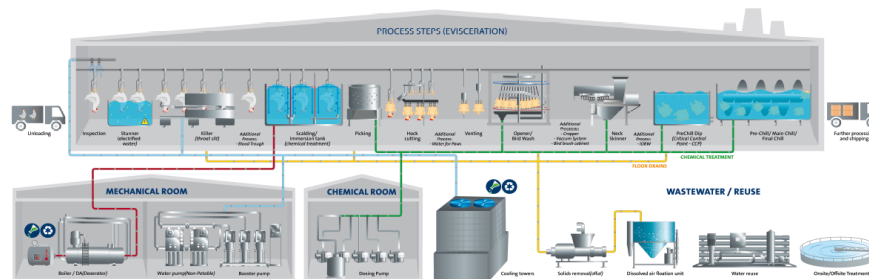 PROCESS STEPS (EVISCERATION)
Unloading
Inspection
Stunner
(electrified
water)
Killer
(throat slit)
Additional
Process:
- Blood Trough
Scalding/
Immersion Tank
(chemical treatment)
Picking
Hock
cutting
Additional
Process:
- Water for Paws
Venting
Opener/
Bird Wash
Additional
Processes:
- Cropper
- Vacuum System
- Bird brush cabinet
Neck
Skinner
Additional
Process:
- IOBW
PreChill Dip
(Critical Control
Point - CCP)
Pre-Chill/ Main Chill/
Final Chill
Further process
and shipping
CHEMICAL TREATMENT
FLOOR DRAINS
MECHANICAL ROOM
CHEMICAL ROOM
WASTEWATER / REUSE
Boiler / DA(Deaerator)
Water pump(Non-Potable)
Booster pump
Dosing Pump
Cooling towers
Solids removal(offal)
Dissolved air floation unit
Water reuse
Onsite/Offsite Treatment